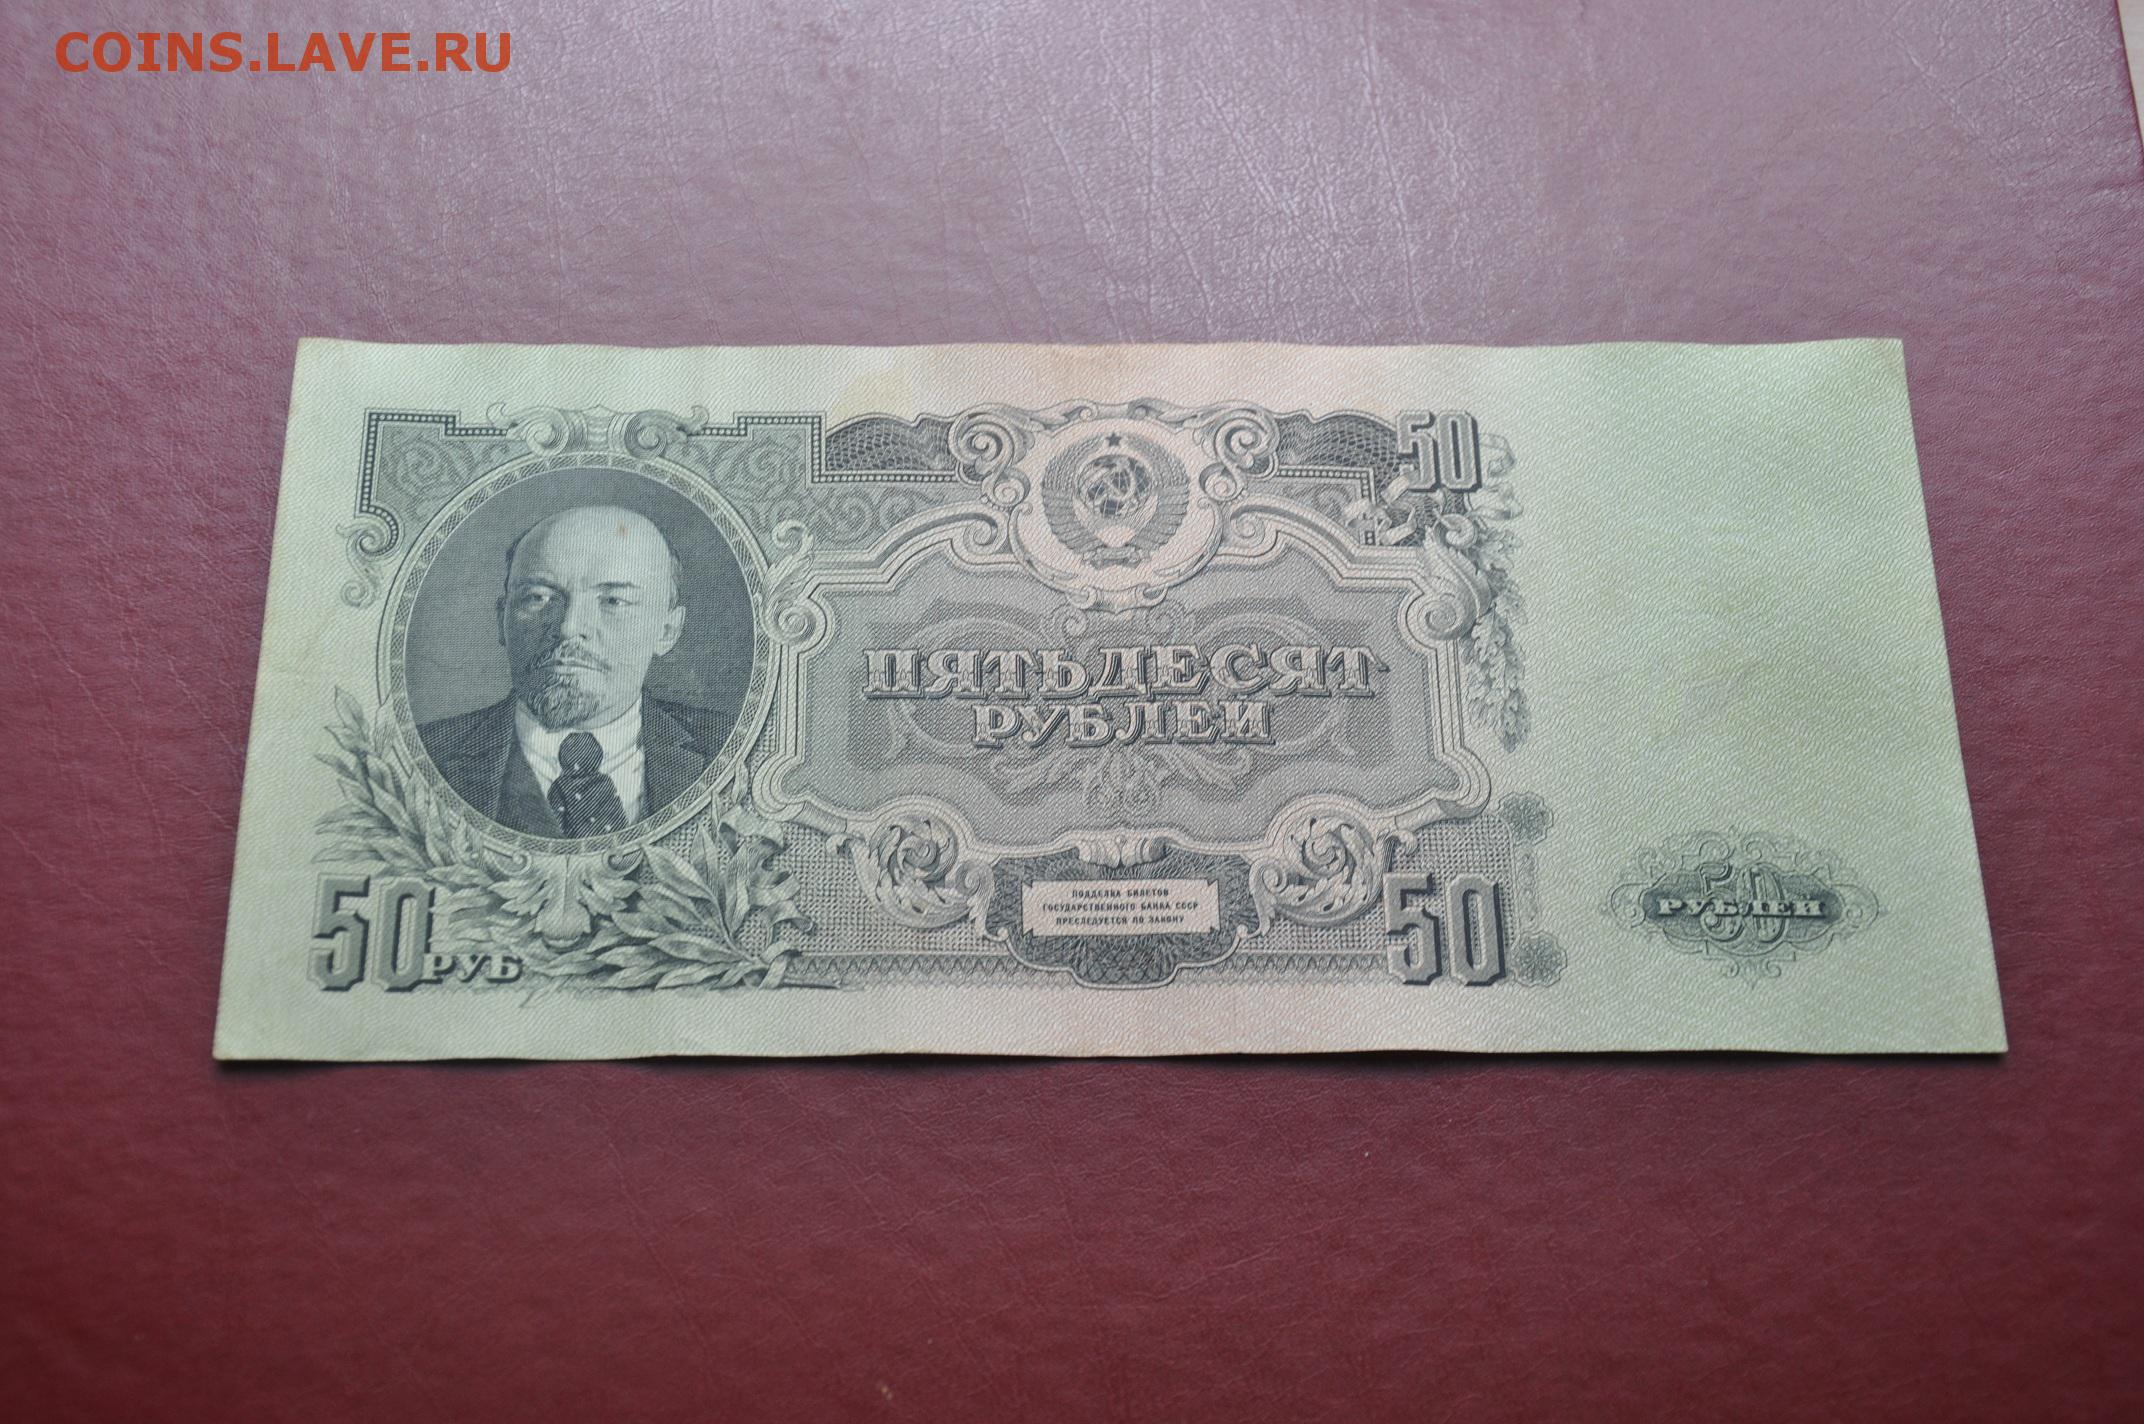 COINS.LAVE.RU
50
ПЯТЬДЕСЯТ
РУБЛЕЙ
50 РУБ
ПОДДЕЛКА БИЛЕТОВ
ГОСУДАРСТВЕННОГО БАНКА СССР
ПРЕСЛЕДУЕТСЯ ПО ЗАКОНУ
50
50
РУБЛЕЙ